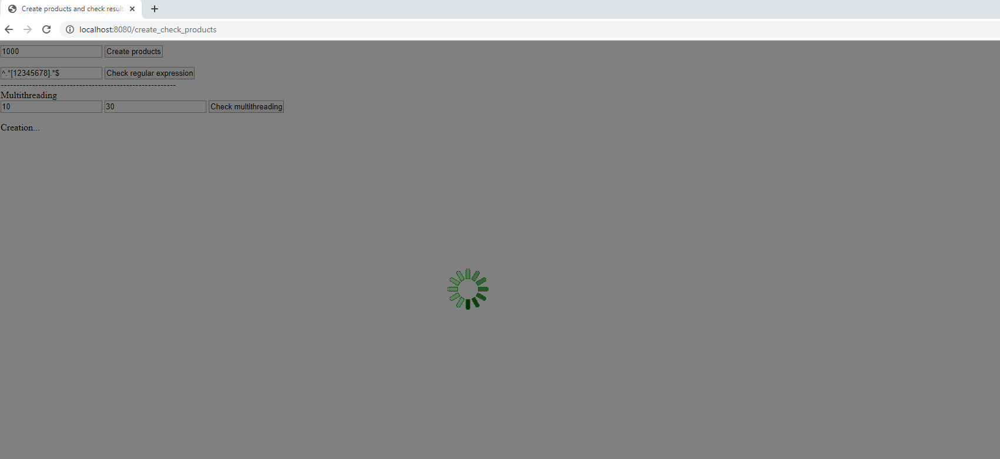 Create products and check result
localhost:8080/create_check_products
1000 Create products
^.*[12345678].*$ Check regular expression
--------------------------------------------------------
Multithreading
10 30 Check multithreading
Creation...